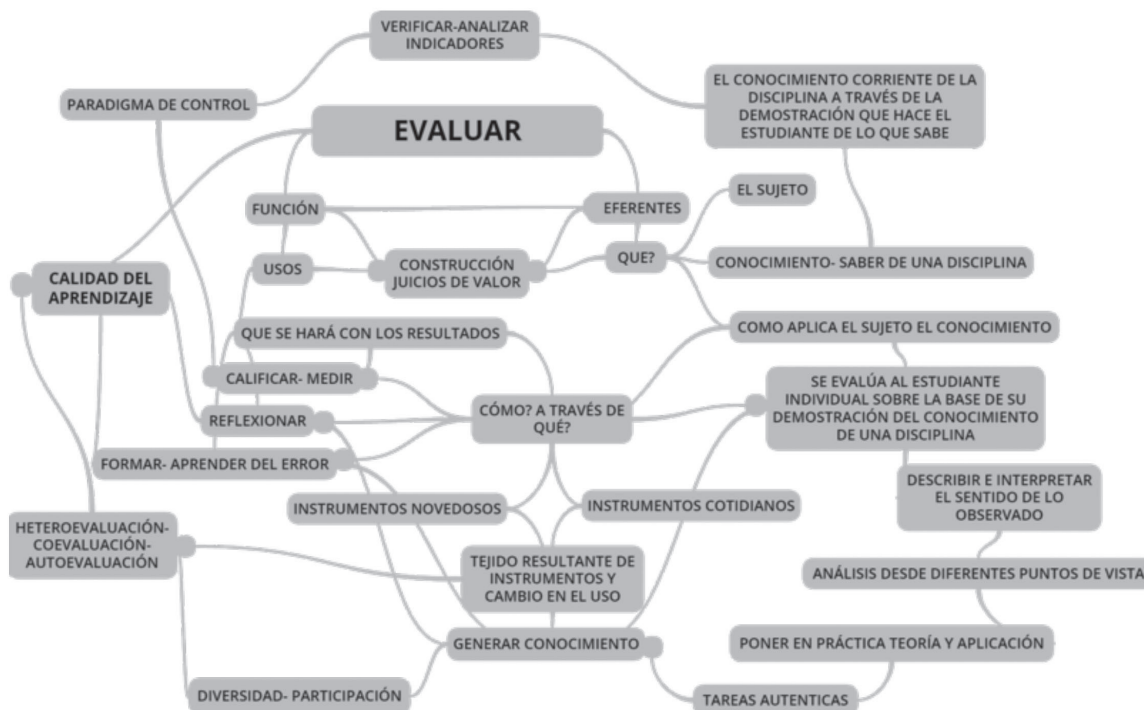 VERIFICAR-ANALIZAR
INDICADORES
PARADIGMA DE CONTROL
EL CONOCIMIENTO CORRIENTE DE LA
DISCIPLINA A TRAVÉS DE LA
DEMOSTRACIÓN QUE HACE EL
ESTUDIANTE DE LO QUE SABE
EVALUAR
EL SUJETO
FUNCIÓN
EFERENTES
QUE?
USOS
CONSTRUCCIÓN
JUICIOS DE VALOR
CONOCIMIENTO- SABER DE UNA DISCIPLINA
CALIDAD DEL
APRENDIZAJE
QUE SE HARÁ CON LOS RESULTADOS
COMO APLICA EL SUJETO EL CONOCIMIENTO
CALIFICAR- MEDIR
REFLEXIONAR
CÓMO? A TRAVÉS DE
QUÉ?
SE EVALÚA AL ESTUDIANTE
INDIVIDUAL SOBRE LA BASE DE SU
DEMOSTRACIÓN DEL CONOCIMIENTO
DE UNA DISCIPLINA
FORMAR- APRENDER DEL ERROR
INSTRUMENTOS NOVEDOSOS
INSTRUMENTOS COTIDIANOS
DESCRIBIR E INTERPRETAR
EL SENTIDO DE LO
OBSERVADO
HETEROEVALUACIÓN-
COEVALUACIÓN-
AUTOEVALUACIÓN
TEJIDO RESULTANTE DE
INSTRUMENTOS Y
CAMBIO EN EL USO
ANÁLISIS DESDE DIFERENTES PUNTOS DE VISTA
GENERAR CONOCIMIENTO
PONER EN PRÁCTICA TEORÍA Y APLICACIÓN
DIVERSIDAD- PARTICIPACIÓN
TAREAS AUTENTICAS